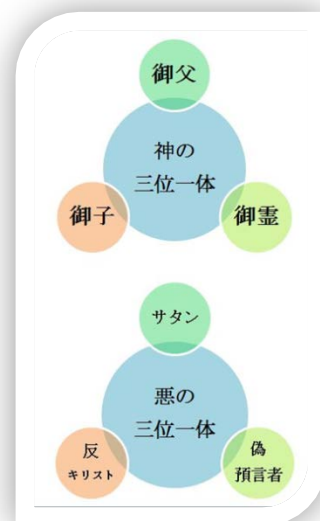 御父
神の
三位一体
御子
御霊
サタン
悪の
三位一体
反
キリスト
偽
預言者